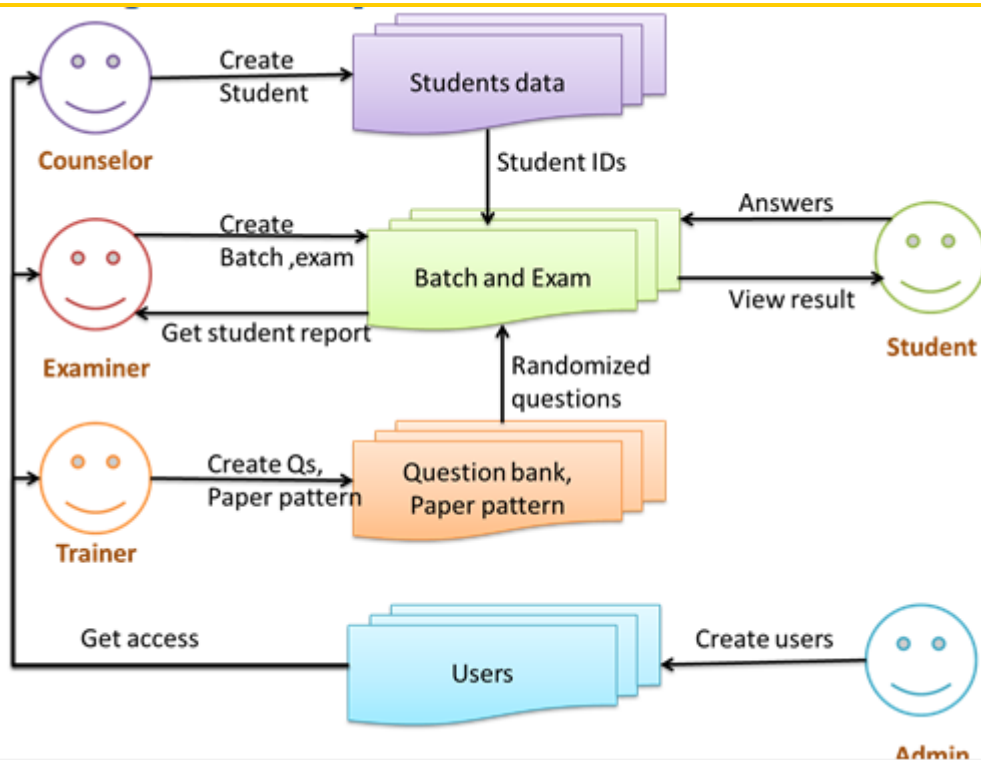 Create
Student
Students data
Counselor
Student IDs
Create
Batch ,exam
Answers
Batch and Exam
View result
Get student report
Examiner
Student
Randomized
questions
Create Qs,
Paper pattern
Question bank,
Paper pattern
Trainer
Get access
Users
Create users
Admin